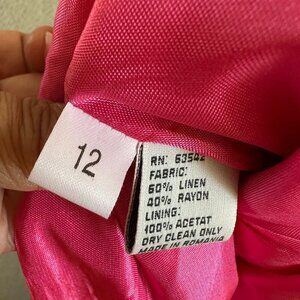 12
RN: 63542
FABRIC:
60% LINEN
40% RAYON
LINING:
100% ACETAT
DRY CLEAN ONLY
MADE IN ROMANIA